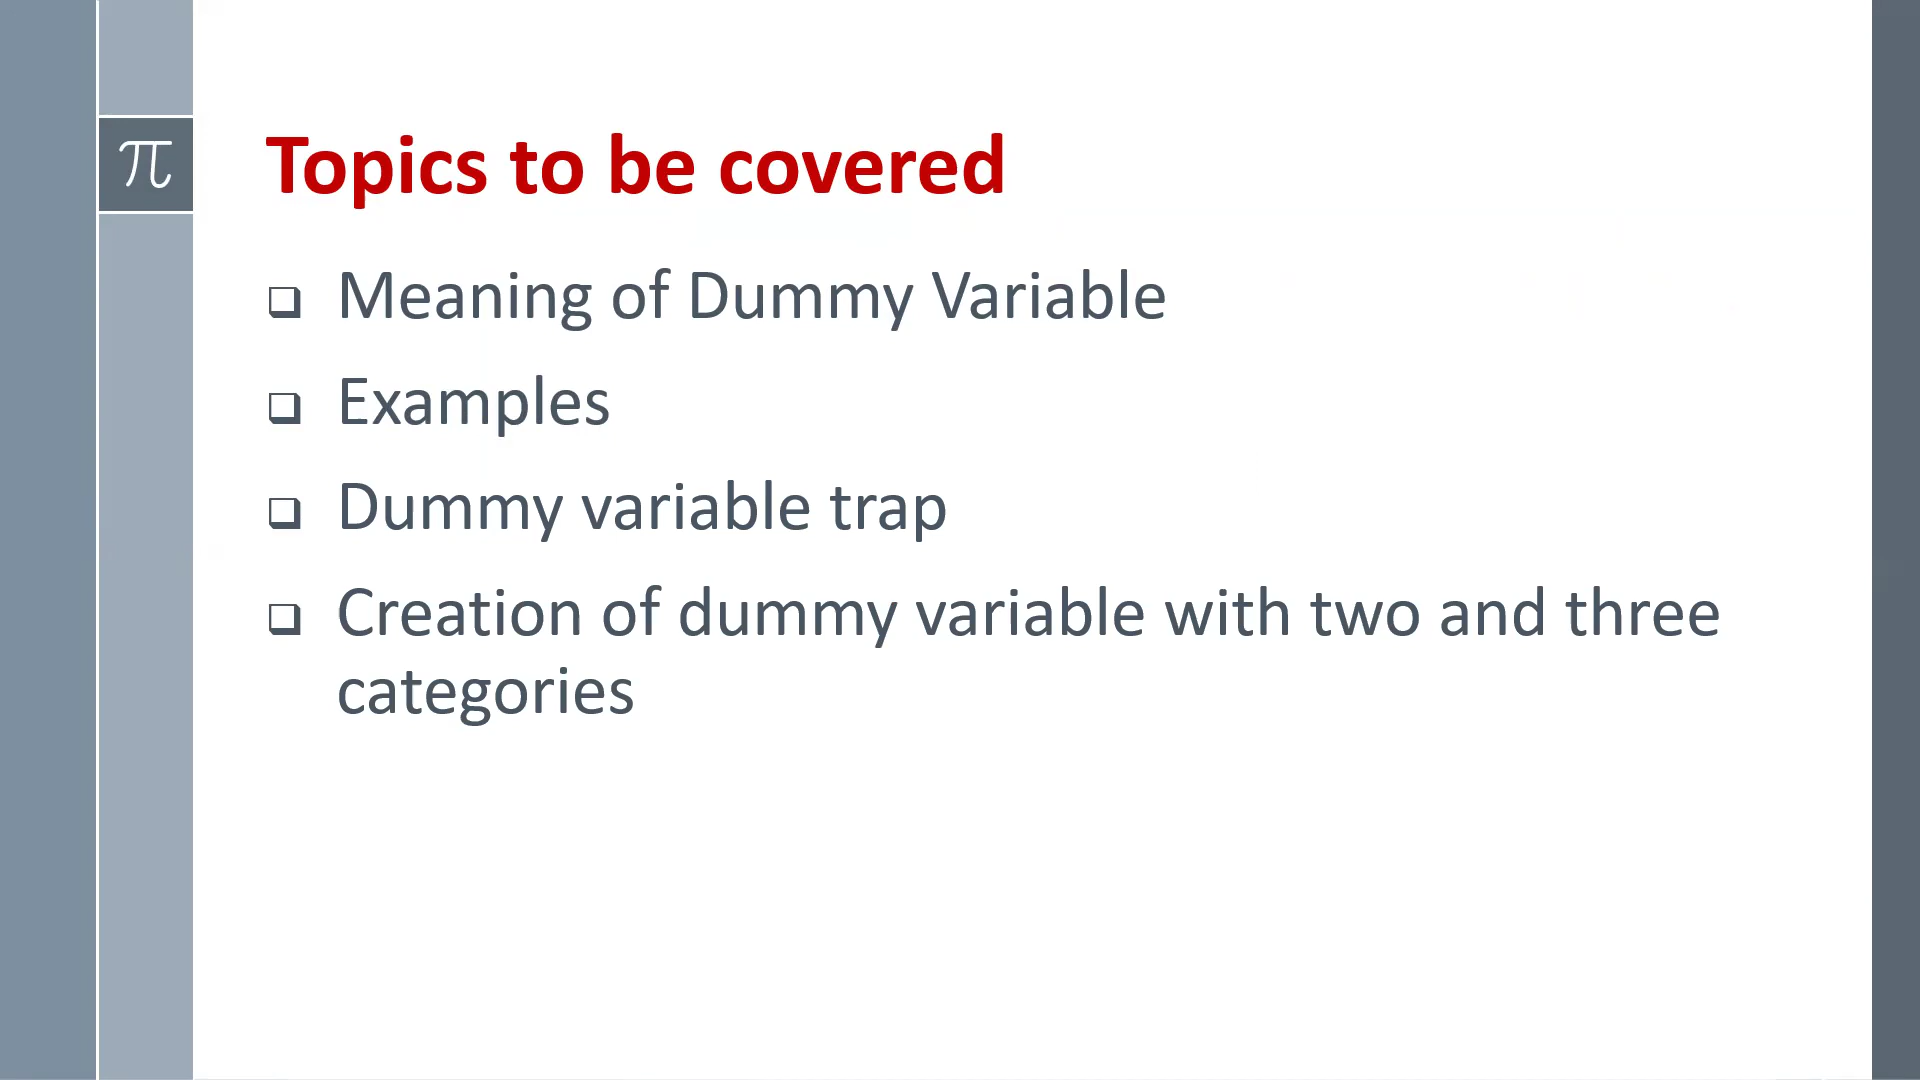 π
Topics to be covered
❑ Meaning of Dummy Variable
❑ Examples
❑ Dummy variable trap
❑ Creation of dummy variable with two and three
categories